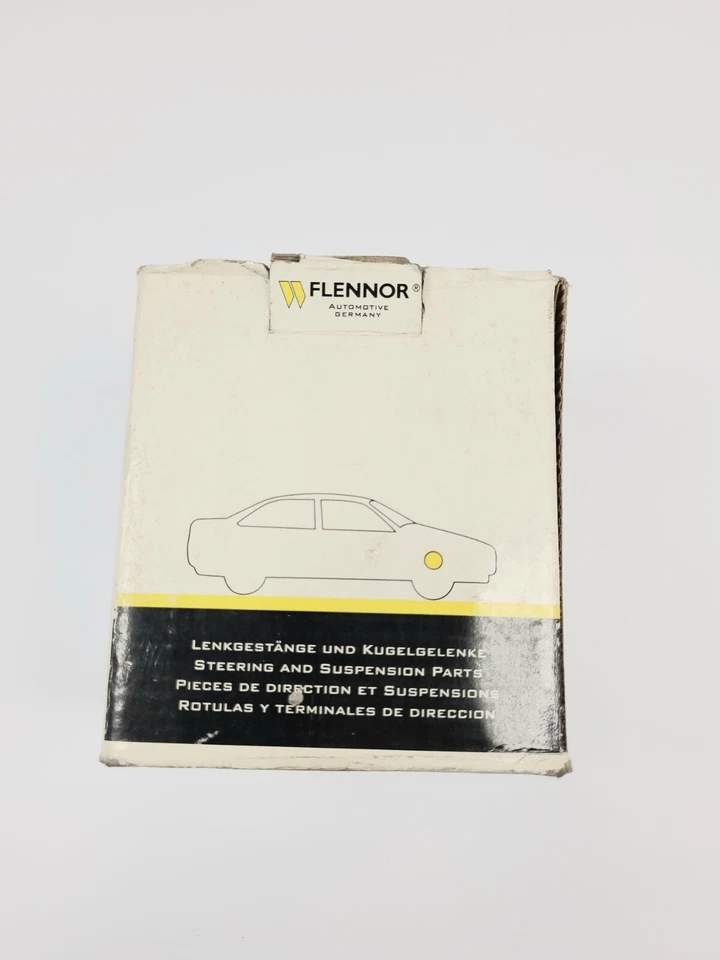 FLENNOR®
AUTOMOTIVE
GERMANY
LENKGESTÄNGE UND KUGELGELENKE
STEERING AND SUSPENSION PARTS
PIECES DE DIRECTION ET SUSPENSIONS
ROTULAS Y TERMINALES DE DIRECCION